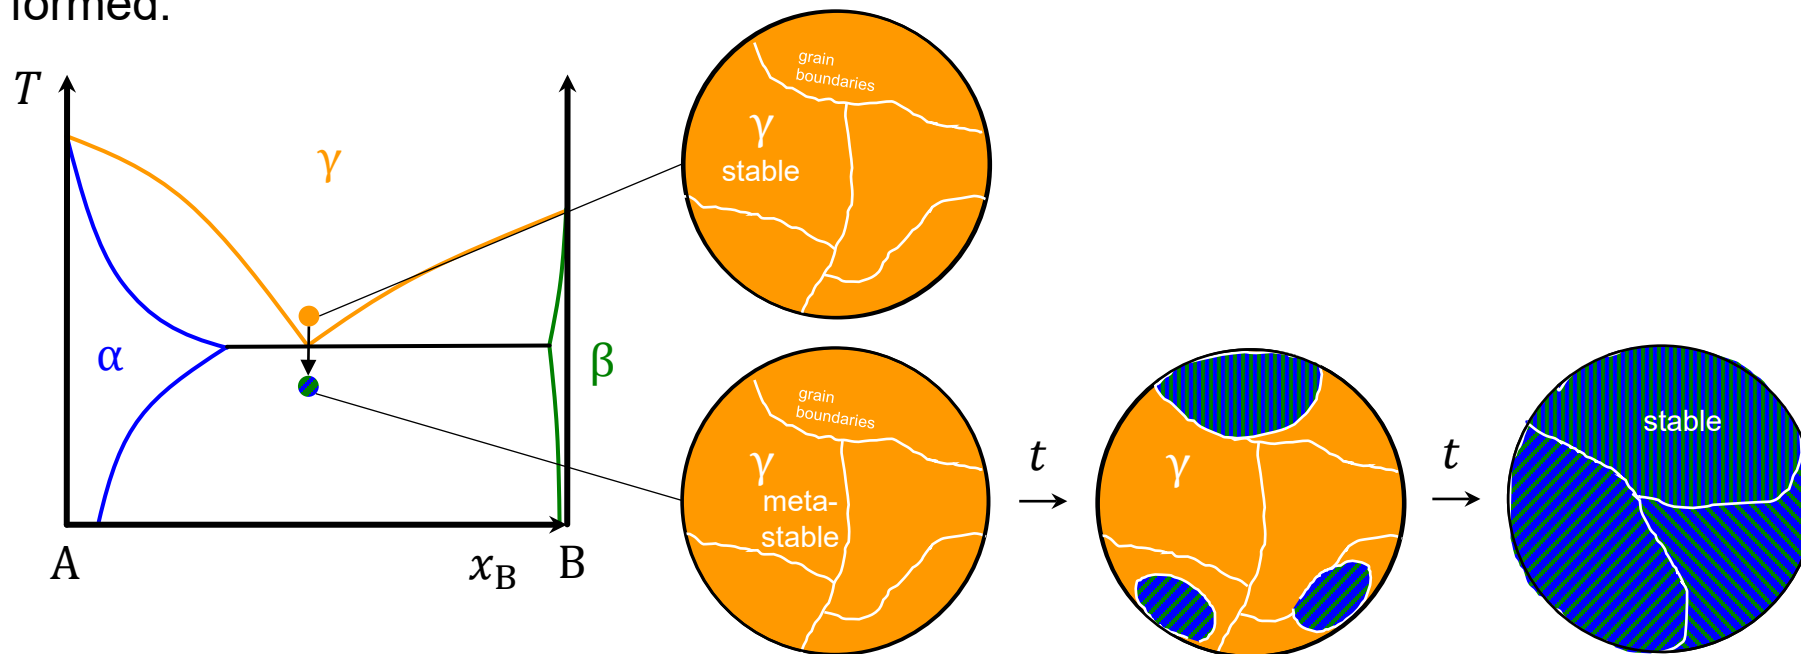 formed.
T
γ
α
β
A
x_B
B
grain
boundaries
γ
stable
grain
boundaries
γ
meta-
stable
t
γ
t
stable